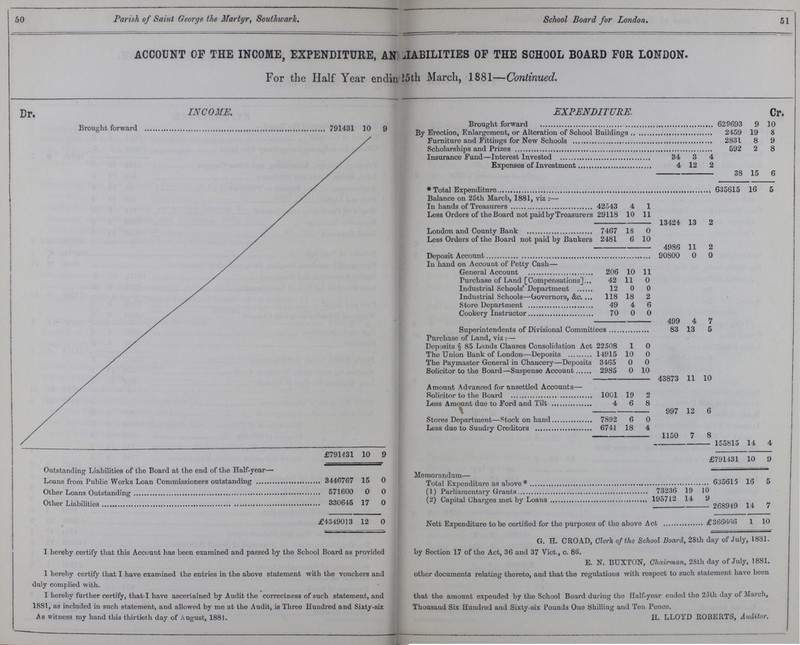 50 Parish of Saint George the Martyr, Southwark.
School Board for London. 51
ACCOUNT OF THE INCOME, EXPENDITURE, AN LIABILITIES OF THE SCHOOL BOARD FOR LONDON.
For the Half Year endin 25th March, 1881—Continued.
Dr. INCOME.
Brought forward 791431 10 9
£791431 10 9
Outstanding Liabilities of the Board at the end of the Half-year—
Loans from Public Works Loan Commissioners outstanding 3446767 15 0
Other Loans Outstanding 571600 0 0
Other Liabilities 330645 17 0
£4349013 12 0
EXPENDITURE. Cr.
Brought forward 629693 9 10
By Erection, Enlargement, or Alteration of School Buildings 2459 19 8
Furniture and Fittings for New Schools 2831 8 9
Scholarships and Prizes 592 2 8
Insurance Fund—Interest Invested 34 3 4
Expenses of Investment 4 12 2
38 15 6
* Total Expenditure 635615 16 5
Balance on 25th March, 1881, viz:—
In hands of Treasurers 42543 4 1
Less Orders of the Board not paid by Treasurers 29118 10 11
13424 13 2
London and County Bank 7467 18 0
Less Orders of the Board not paid by Bankers 2481 6 10
4986 11 2
Deposit Account 90800 0 0
In hand on Account of Petty Cash—
General Account 206 10 11
Purchase of Land [Compensations]... 42 11 0
Industrial Schools' Department 12 0 0
Industrial Schools—Governors, &c. ... 118 18 2
Store Department 49 4 6
Cookery Instructor 70 0 0
499 4 7
Superintendents of Divisional Committees 83 13 5
Purchase of Land, viz:—
Deposits § 85 Lands Clauses Consolidation Act 22508 1 0
The Union Bank of London—Deposits 14915 10 0
The Paymaster General in Chancery—Deposits 3465 0 0
Solicitor to the Board—Suspense Account 2985 0 10
43873 11 10
Amount Advanced for unsettled Accounts—
Solicitor to the Board 1001 19 2
Less Amount due to Ford and Tilt 4 6 8
997 12 6
Stores Department—Stock on hand 7892 6 0
Less due to Sundry Creditors 6741 18 4
1150 7 8
155815 14 4
£791431 10 9
Memorandum—
Total Expenditure as above * 635615 16 5
(1) Parliamentary Grants 73236 19 10
(2) Capital Charges met by Loans 195712 14 9
268949 14 7
Nett Expenditure to be certified for the purposes of the above Act £366666 1 10
G. H. CROAD, Clerk of the School Board, 28th day of July, 1881.
I hereby certify that this Account has been examined and passed by the School Board as provided by Section 17 of the Act, 36 and 37 Vict., c. 86.
E. N. BUXTON, Chairman, 28th day of July, 1881.
I hereby certify that I have examined the entries in the above statement with the vouchers and other documents relating thereto, and that the regulations with respect to such statement have been
duly complied with.
I hereby further certify, that I have ascertained by Audit the correctness of such statement, and that the amount expended by the School Board during the Half-year ended the 25th day of March,
1881, as included in such statement, and allowed by me at the Audit, is Three Hundred and Sixty-six Thousand Six Hundred and Sixty-six Pounds One Shilling and Ten Pence.
As witness my hand this thirtieth day of August, 1881.
H. LLOYD ROBERTS, Auditor.